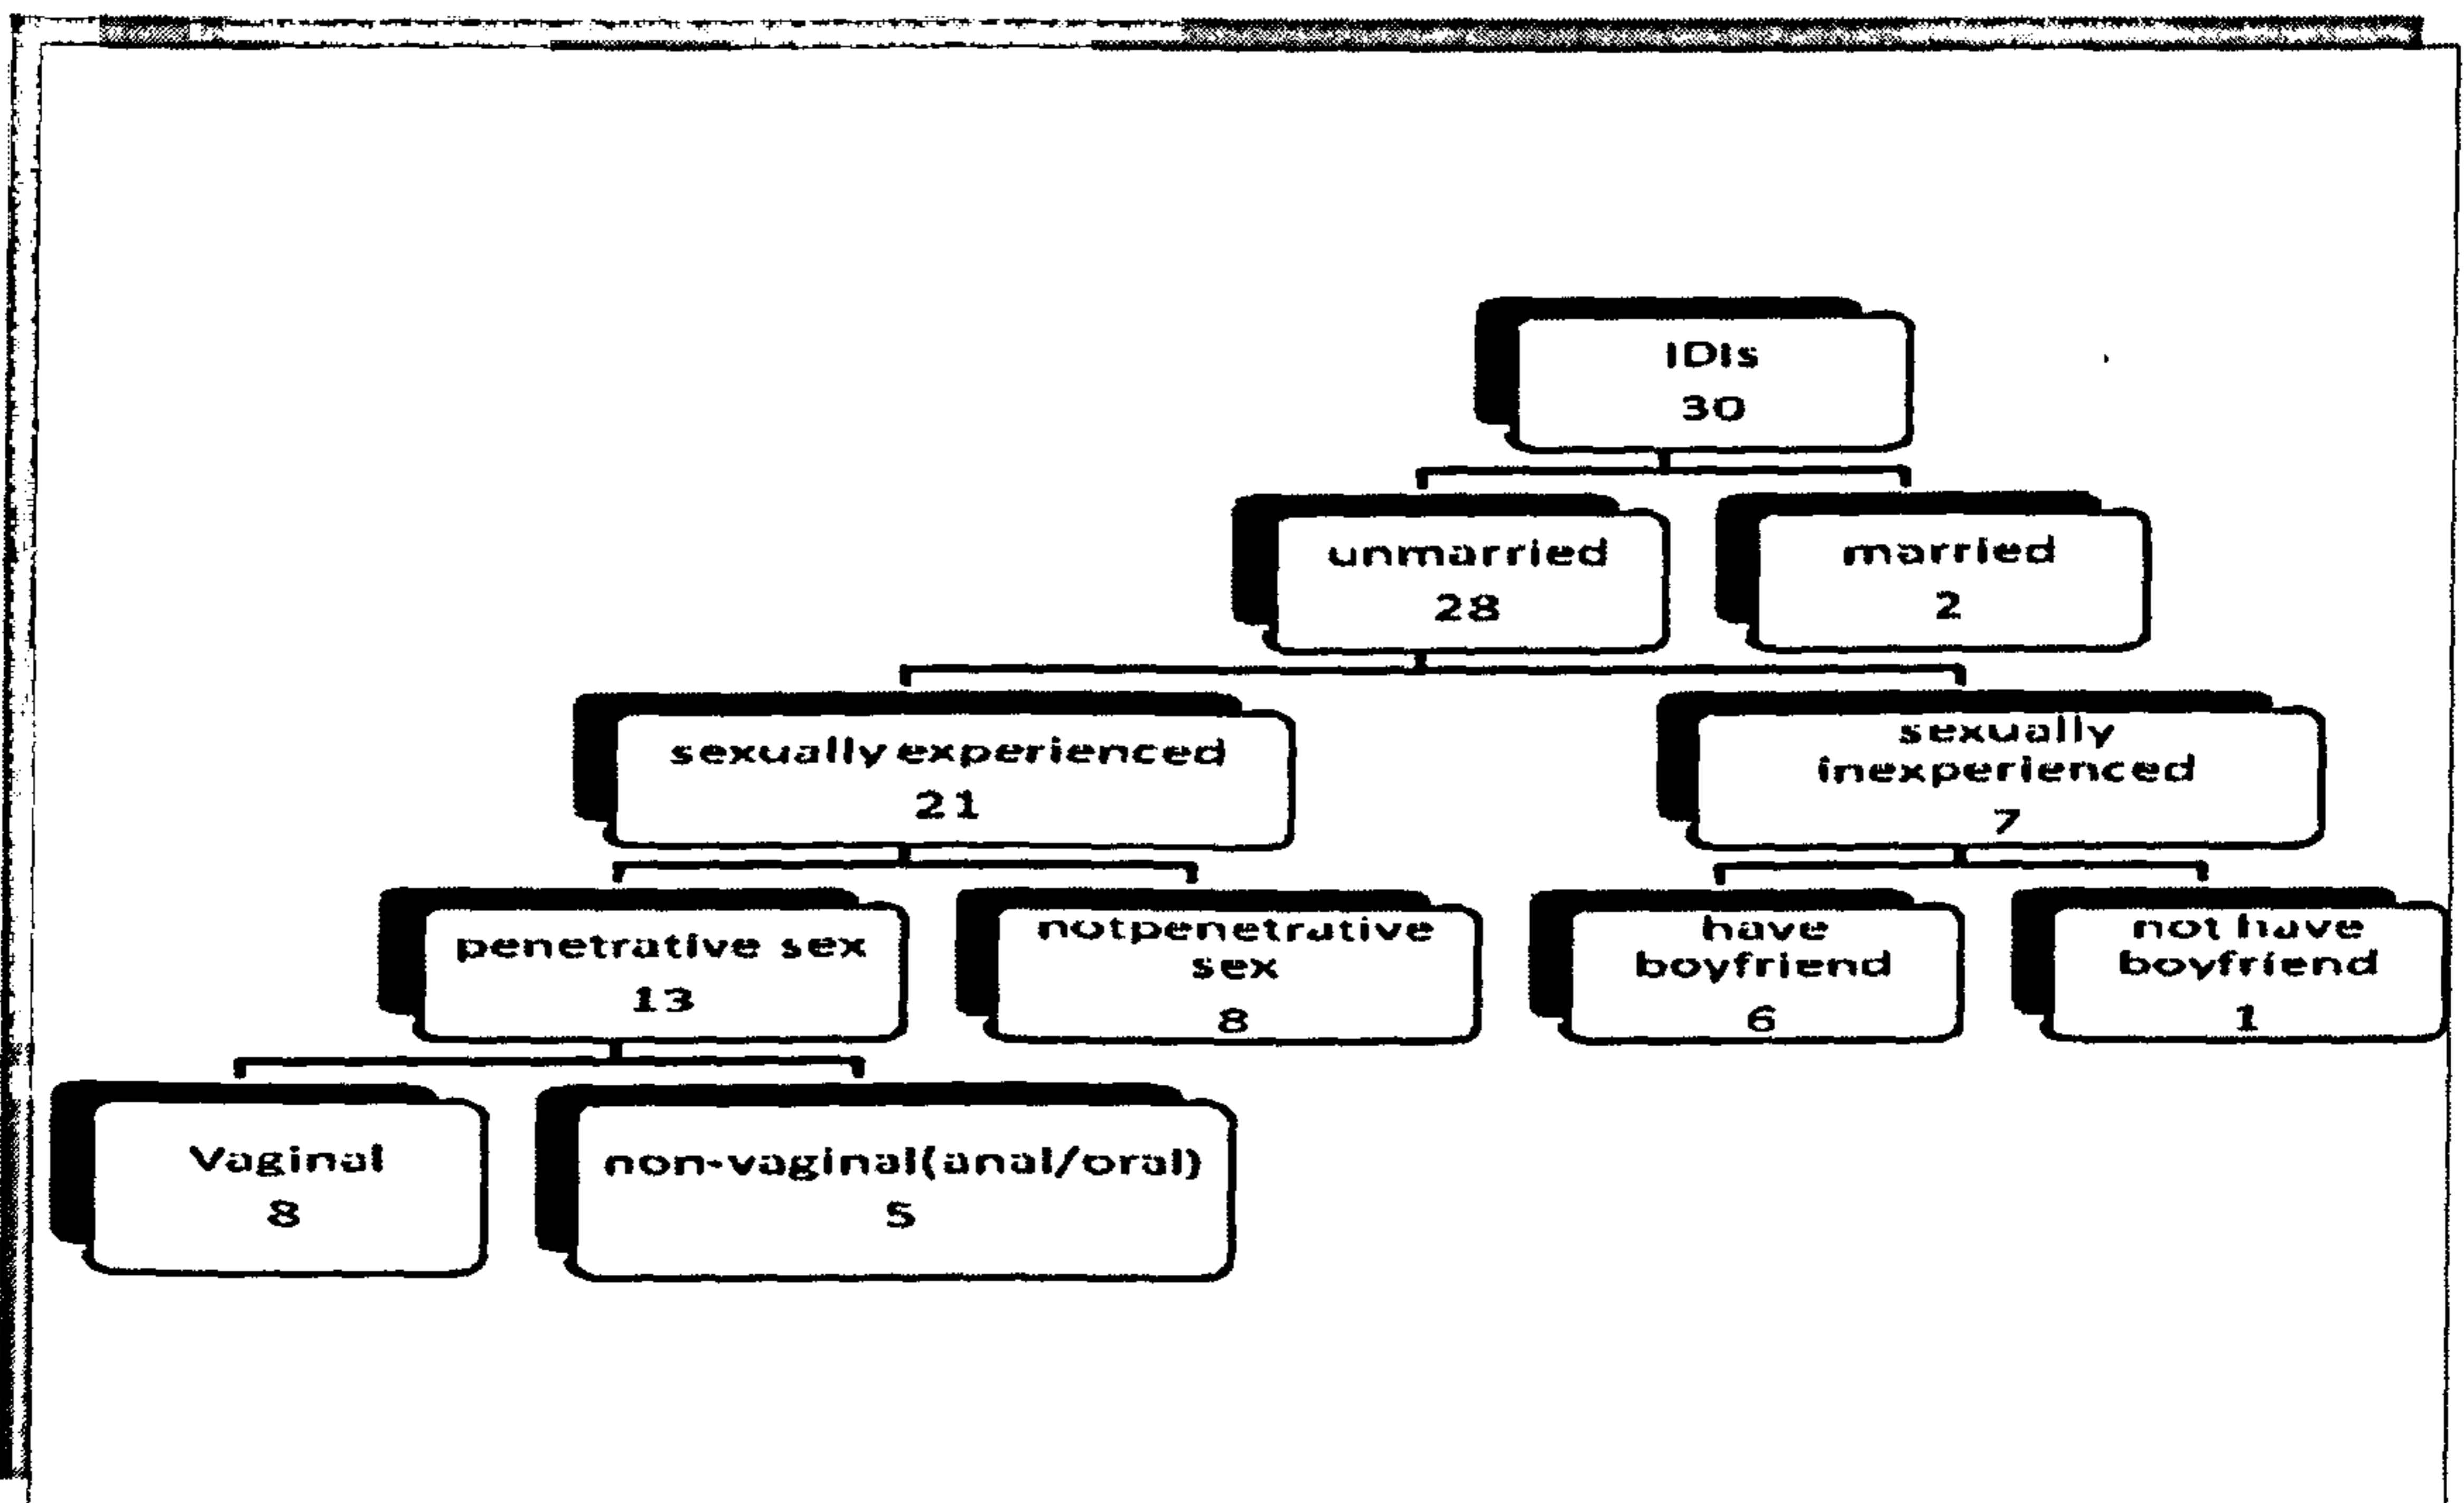 IDIs
30
unmarried
28
married
2
sexually experienced
21
sexually
inexperienced
7
penetrative sex
13
notpenetrative
sex
8
have
boyfriend
6
not have
boyfriend
1
Vaginal
8
non-vaginal(anal/oral)
5